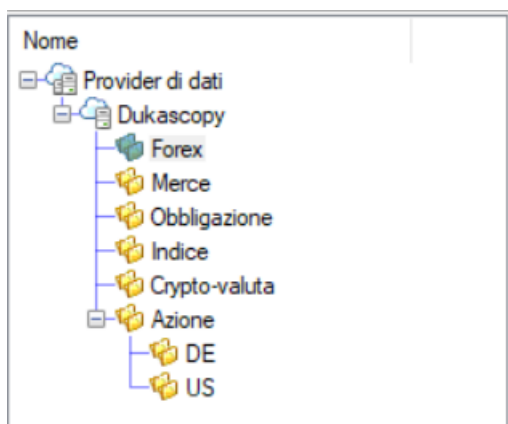 Nome
Provider di dati
Dukascopy
Forex
Merce
Obbligazione
Indice
Crypto-valuta
Azione
DE
US